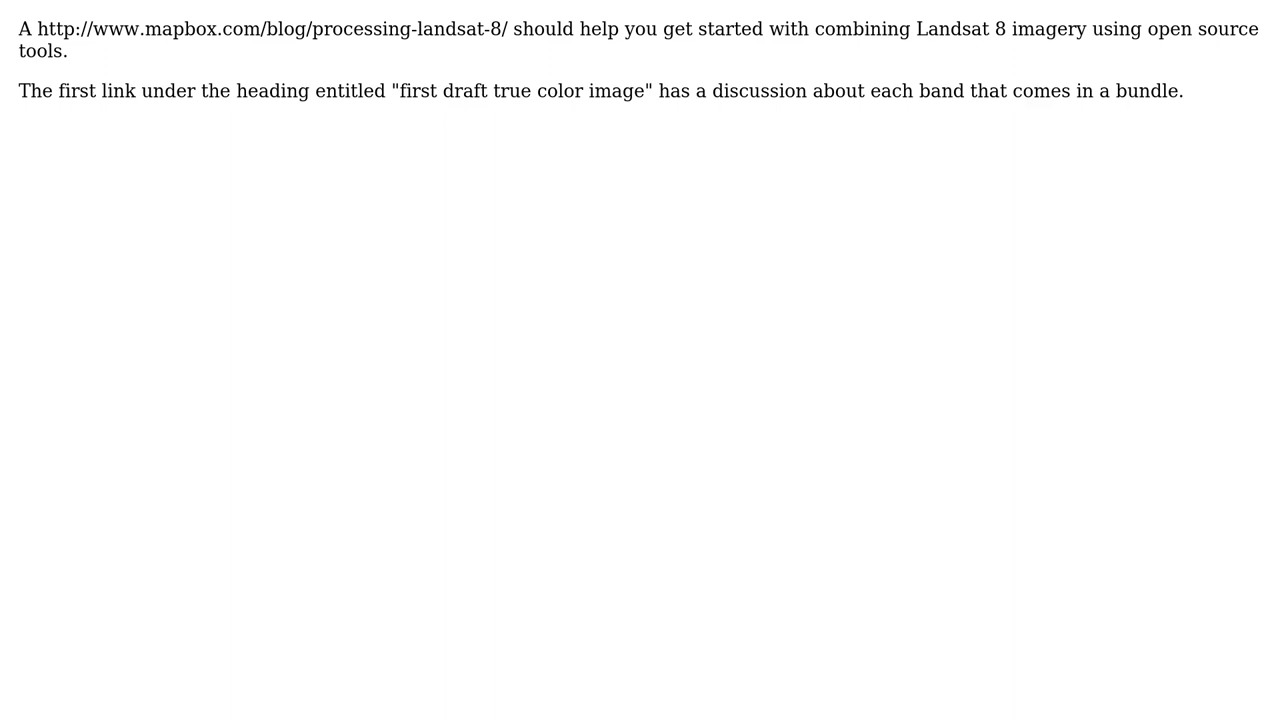 A http://www.mapbox.com/blog/processing-landsat-8/ should help you get started with combining Landsat 8 imagery using open source
tools.
The first link under the heading entitled "first draft true color image" has a discussion about each band that comes in a bundle.